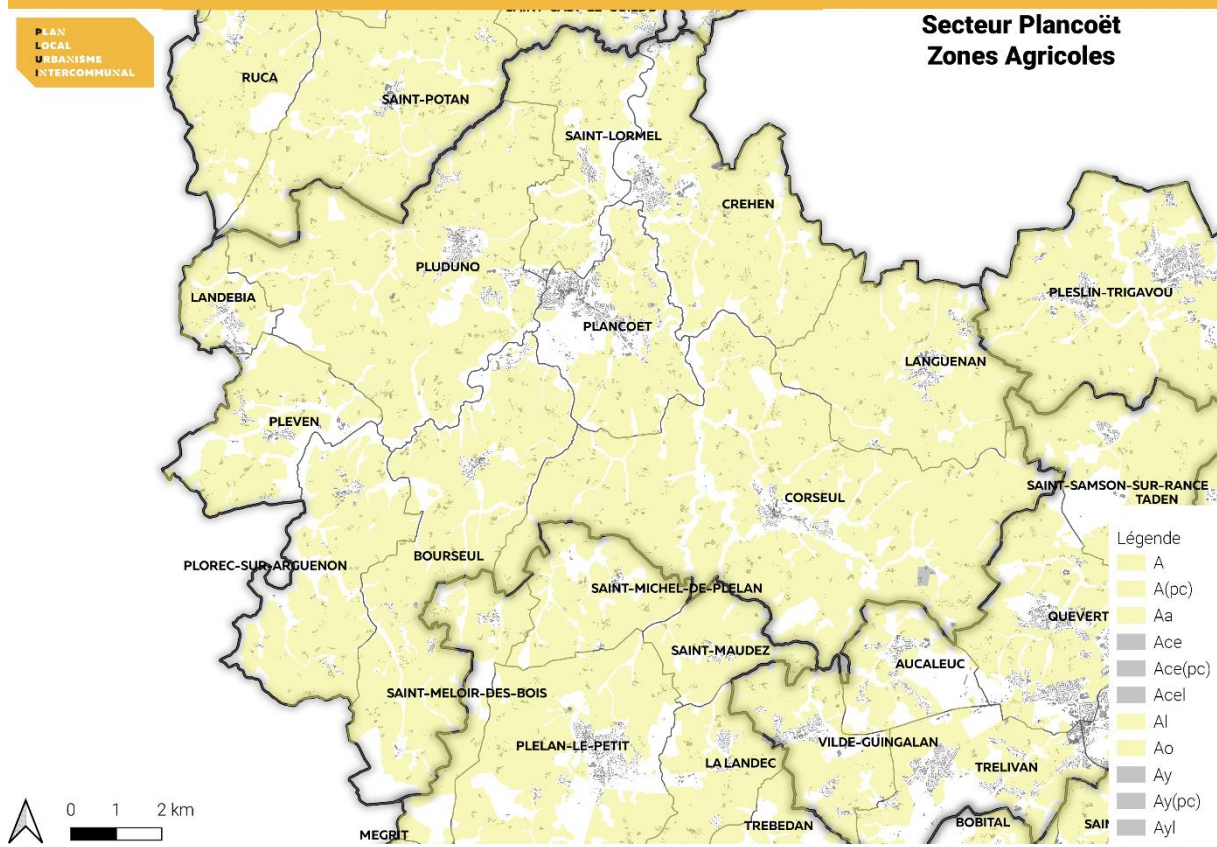 PLAN
LOCAL
URBANISME
INTERCOMMUNAL
Secteur Plancoët
Zones Agricoles
RUCA
SAINT-POTAN
SAINT-LORMEL
CREHEN
PLUDUNO
LANDEBIA
PLESLIN-TRIGAVOU
PLANCOET
LANGUENAN
PLEVEN
SAINT-SAMSON-SUR-RANCE
TADEN
CORSEUL
BOURSEUL
PLOREC-SUR-ARGUENON
SAINT-MICHEL-DE-PLELAN
QUEVERT
SAINT-MAUDEZ
AUCALEUC
SAINT-MELOIR-DES-BOIS
PLELAN-LE-PETIT
VILDE-GUINGALAN
LA LANDEC
TRELIVAN
MEGRIT
TREBEDAN
BOBITAL
SAIN
Légende
A
A(pc)
Aa
Ace
Ace(pc)
Acel
Al
Ao
Ay
Ay(pc)
Ayl
0 1 2 km